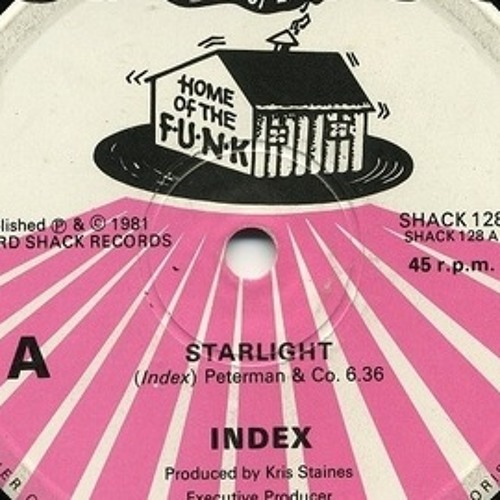 HOME
OF THE
F·U·N·K
lished ℗ & © 1981
RD SHACK RECORDS
SHACK 128
SHACK 128 A
45 r.p.m.
A
STARLIGHT
(Index) Peterman & Co. 6.36
INDEX
Produced by Kris Staines
Executive Producer